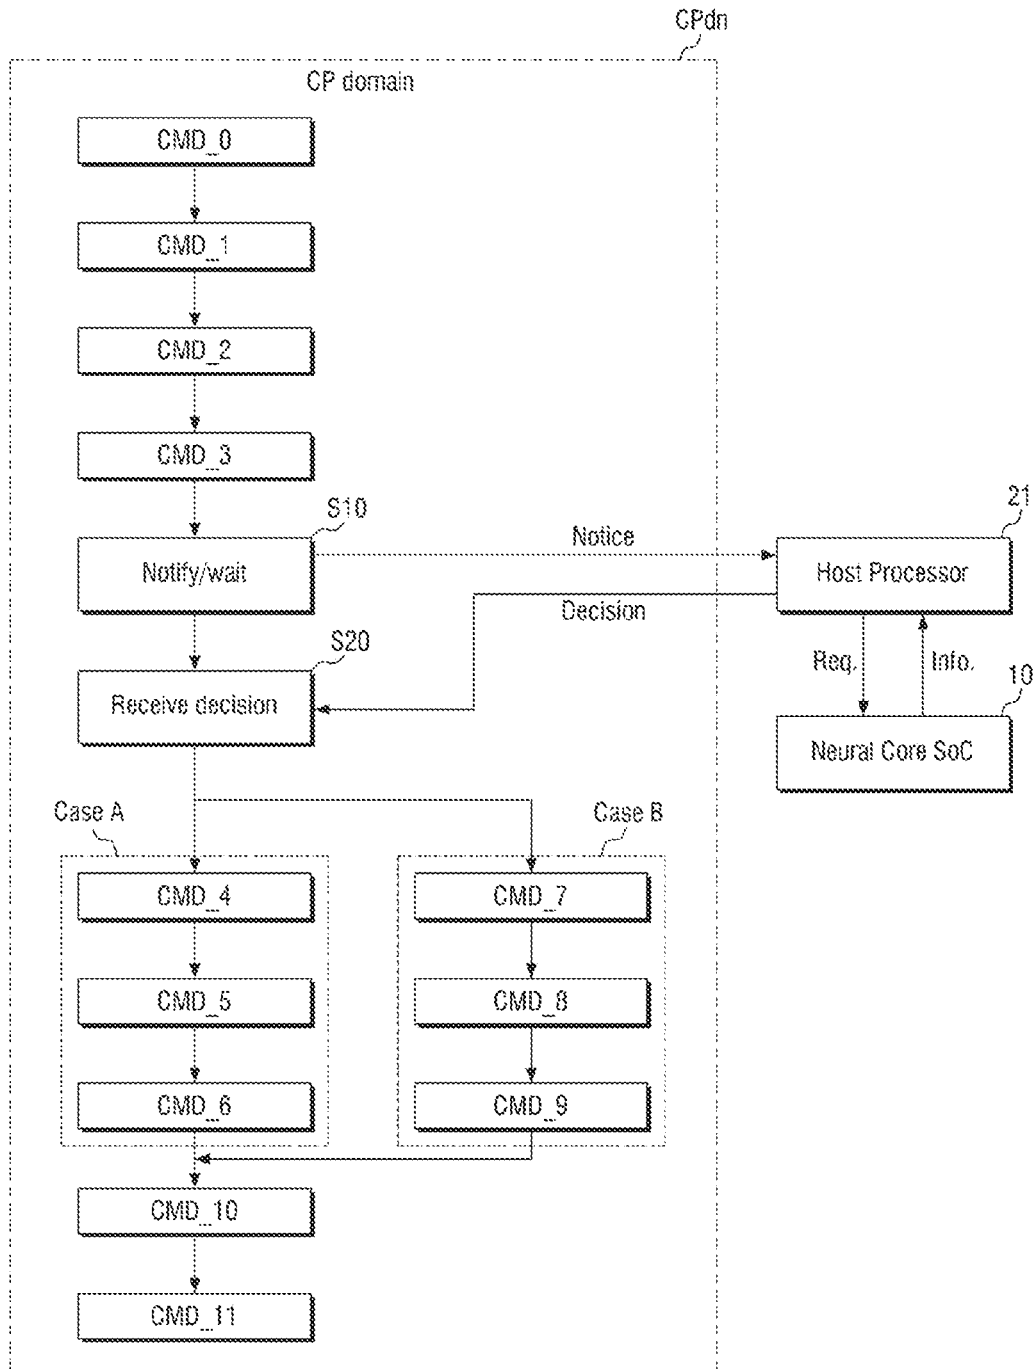 CPdn
CP domain
CMD_0
CMD_1
CMD_2
CMD_3
S10
21
Notify/wait
Notice
Host Processor
Decision
S20
Req.
Info.
Receive decision
10
Neural Core SoC
Case A
Case B
CMD_4
CMD_7
CMD_5
CMD_8
CMD_6
CMD_9
CMD_10
CMD_11